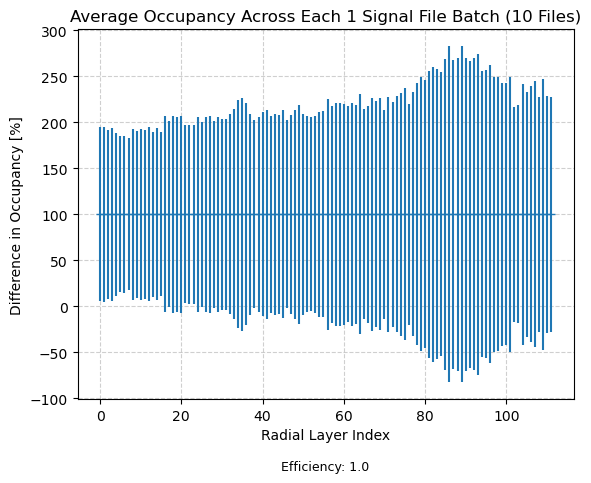 Average Occupancy Across Each 1 Signal File Batch (10 Files)
300
250
200
150
100
50
0
−50
−100
Difference in Occupancy [%]
0 20 40 60 80 100
Radial Layer Index
Efficiency: 1.0